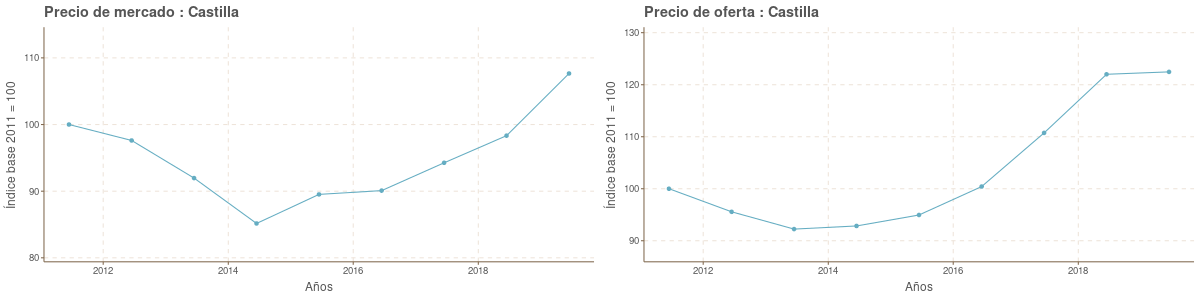 Precio de mercado : Castilla
110
100
90
80
Índice base 2011 = 100
2012 2014 2016 2018
Años
Precio de oferta : Castilla
130
120
110
100
90
Índice base 2011 = 100
2012 2014 2016 2018
Años